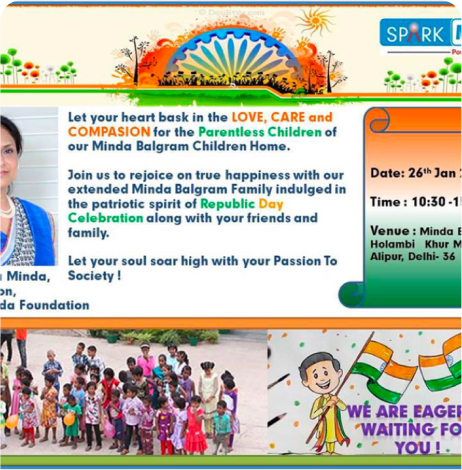 © Desievite.com
SPARK
Let your heart bask in the LOVE, CARE and
COMPASION for the Parentless Children of
our Minda Balgram Children Home.
Join us to rejoice on true happiness with our
extended Minda Balgram Family indulged in
the patriotic spirit of Republic Day
Celebration along with your friends and
family.
Let your soul soar high with your Passion To
Society !
Minda,
da Foundation
Date: 26th Jan
Time : 10:30 -1
Venue : Minda B
Holambi Khur M
Alipur, Delhi- 36
WE ARE EAGER
WAITING FO
YOU !